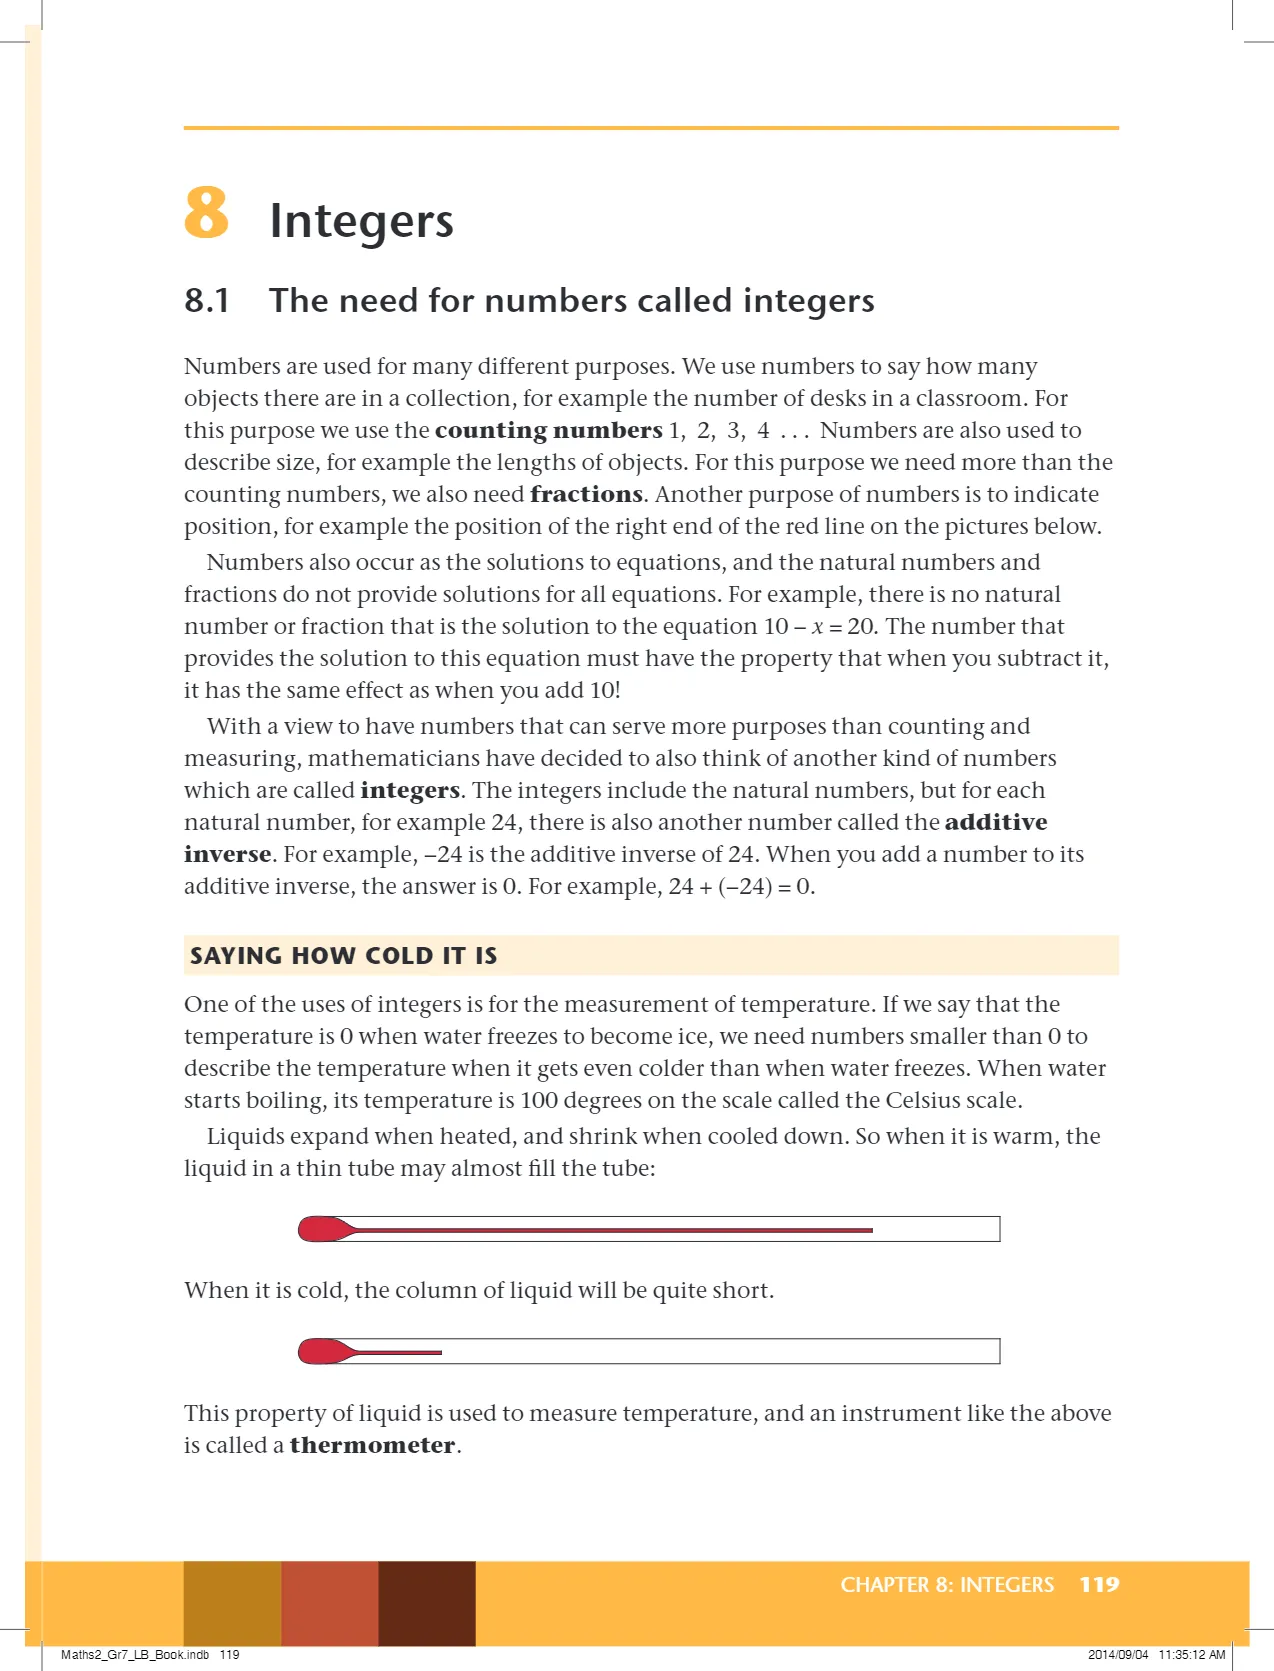 8 Integers
8.1 The need for numbers called integers
Numbers are used for many different purposes. We use numbers to say how many
objects there are in a collection, for example the number of desks in a classroom. For
this purpose we use the counting numbers 1, 2, 3, 4 . . . Numbers are also used to
describe size, for example the lengths of objects. For this purpose we need more than the
counting numbers, we also need fractions. Another purpose of numbers is to indicate
position, for example the position of the right end of the red line on the pictures below.
Numbers also occur as the solutions to equations, and the natural numbers and
fractions do not provide solutions for all equations. For example, there is no natural
number or fraction that is the solution to the equation 10 – x = 20. The number that
provides the solution to this equation must have the property that when you subtract it,
it has the same effect as when you add 10!
With a view to have numbers that can serve more purposes than counting and
measuring, mathematicians have decided to also think of another kind of numbers
which are called integers. The integers include the natural numbers, but for each
natural number, for example 24, there is also another number called the additive
inverse. For example, –24 is the additive inverse of 24. When you add a number to its
additive inverse, the answer is 0. For example, 24 + (–24) = 0.
SAYING HOW COLD IT IS
One of the uses of integers is for the measurement of temperature. If we say that the
temperature is 0 when water freezes to become ice, we need numbers smaller than 0 to
describe the temperature when it gets even colder than when water freezes. When water
starts boiling, its temperature is 100 degrees on the scale called the Celsius scale.
Liquids expand when heated, and shrink when cooled down. So when it is warm, the
liquid in a thin tube may almost fill the tube:
When it is cold, the column of liquid will be quite short.
This property of liquid is used to measure temperature, and an instrument like the above
is called a thermometer.
CHAPTER 8: INTEGERS 119
Maths2_Gr7_LB_Book.indb 119
2014/09/04 11:35:12 AM